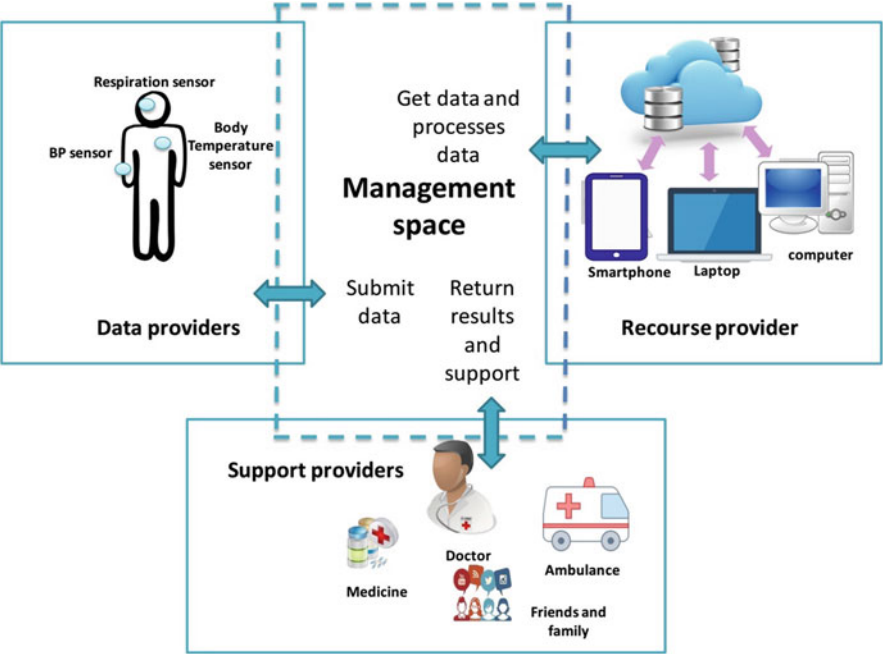 Respiration sensor
BP sensor
Body
Temperature
sensor
Data providers
Get data and
processes
data
Management
space
Submit
data
Return
results
and
support
Smartphone
Laptop
computer
Recourse provider
Support providers
Medicine
Doctor
Ambulance
Friends and
family